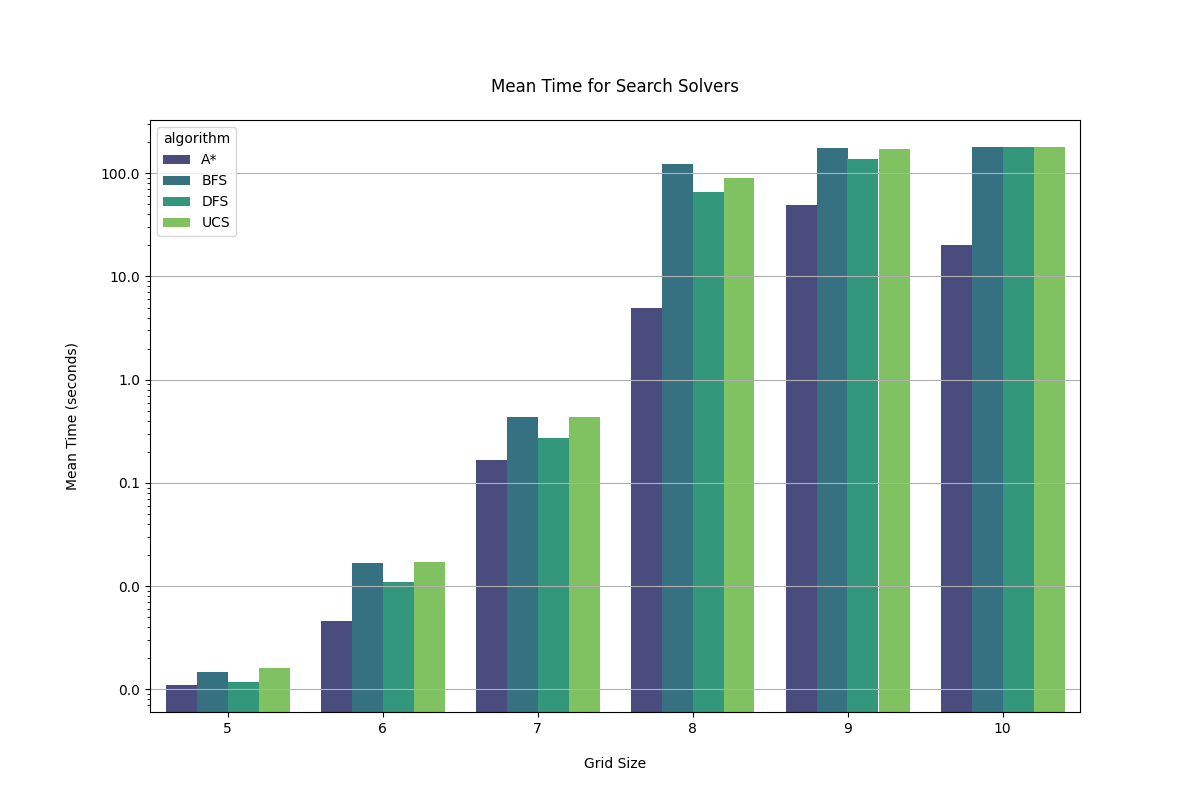 Mean Time for Search Solvers
algorithm
A*
BFS
DFS
UCS
100.0
10.0
1.0
0.1
0.0
0.0
Mean Time (seconds)
5 6 7 8 9 10
Grid Size